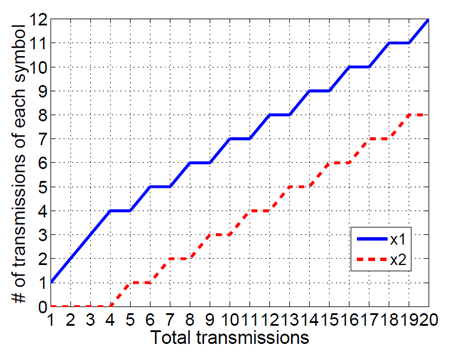 # of transmissions of each symbol
12
11
10
9
8
7
6
5
4
3
2
1
0
1 2 3 4 5 6 7 8 9 10 11 12 13 14 15 16 17 18 19 20
Total transmissions
x1
x2